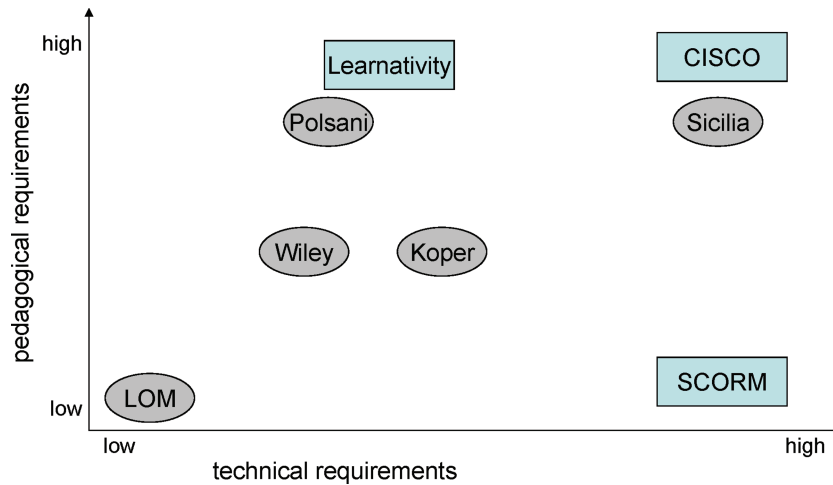 high
Learnativity
CISCO
Polsani
Sicilia
pedagogical requirements
Wiley
Koper
LOM
SCORM
low
low
high
technical requirements